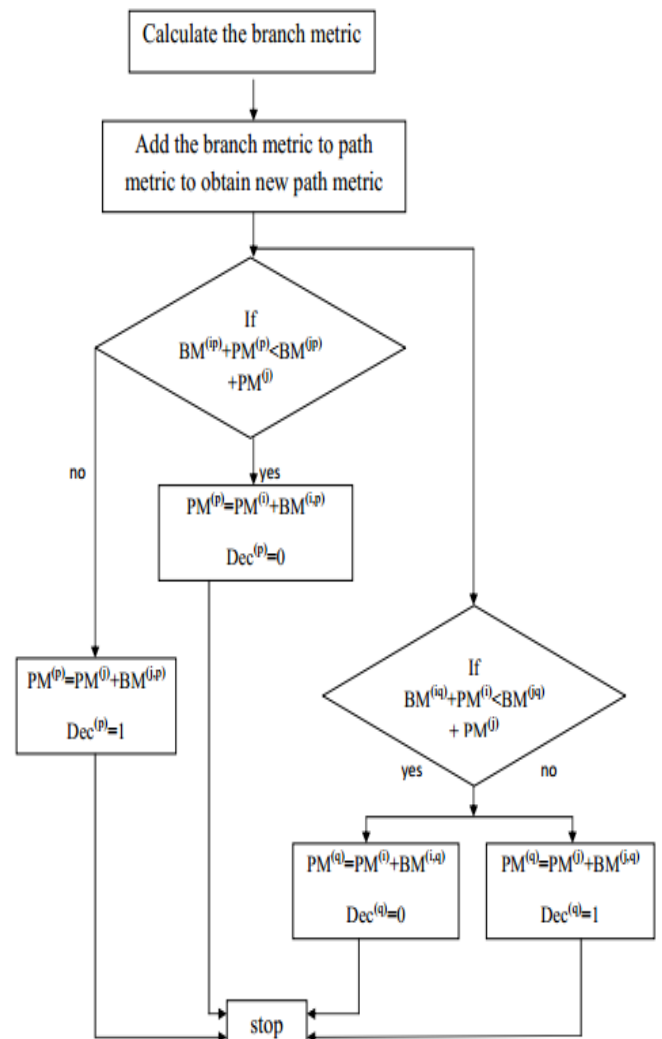 Calculate the branch metric
Add the branch metric to path
metric to obtain new path metric
If
BM^(ip)+PM^(p)<BM^(jp)
+PM^(j)
no
yes
PM^(p)=PM^(i)+BM^(i,p)
Dec^(p)=0
PM^(p)=PM^(j)+BM^(j,p)
Dec^(p)=1
If
BM^(iq)+PM^(i)<BM^(jq)
+ PM^(j)
yes
no
PM^(q)=PM^(i)+BM^(i,q)
Dec^(q)=0
PM^(q)=PM^(j)+BM^(j,q)
Dec^(q)=1
stop